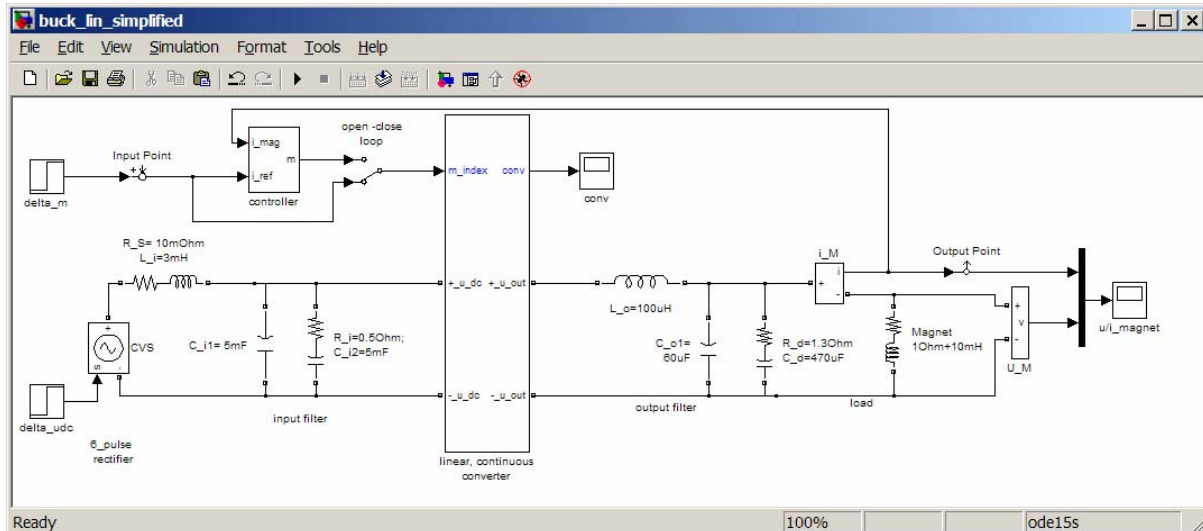 buck_lin_simplified
File Edit View Simulation Format Tools Help
open -close
loop
Input Point
i_mag
m
i_ref
controller
delta_m
m_index conv
conv
R_S= 10mOhm
L_i=3mH
i_M
Output Point
+_u_dc +_u_out
L_o=100uH
+
i
-
+
v
-
u/i_magnet
CVS
+
s
-
C_i1= 5mF
R_i=0.5Ohm;
C_i2=5mF
C_o1=
60uF
R_d=1.3Ohm
C_d=470uF
Magnet
1Ohm+10mH
U_M
delta_udc
-_u_dc -_u_out
input filter
output filter
load
6_pulse
rectifier
linear, continuous
converter
Ready 100% ode15s